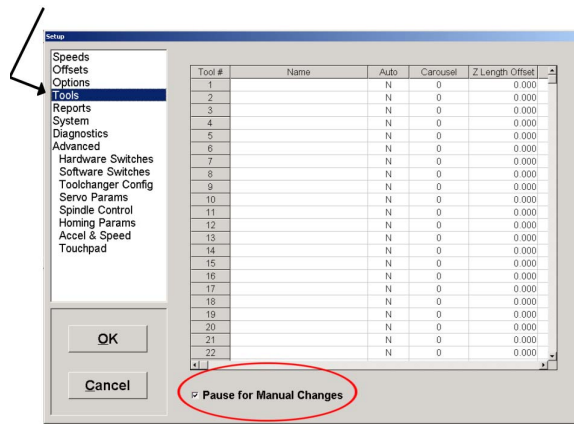 Setup
Speeds
Offsets
Options
Tools
Reports
System
Diagnostics
Advanced
Hardware Switches
Software Switches
Toolchanger Config
Servo Params
Spindle Control
Homing Params
Accel & Speed
Touchpad
OK
Cancel
Tool # Name Auto Carousel Z Length Offset
1 N 0 0.000
2 N 0 0.000
3 N 0 0.000
4 N 0 0.000
5 N 0 0.000
6 N 0 0.000
7 N 0 0.000
8 N 0 0.000
9 N 0 0.000
10 N 0 0.000
11 N 0 0.000
12 N 0 0.000
13 N 0 0.000
14 N 0 0.000
15 N 0 0.000
16 N 0 0.000
17 N 0 0.000
18 N 0 0.000
19 N 0 0.000
20 N 0 0.000
21 N 0 0.000
22 N 0 0.000
Pause for Manual Changes